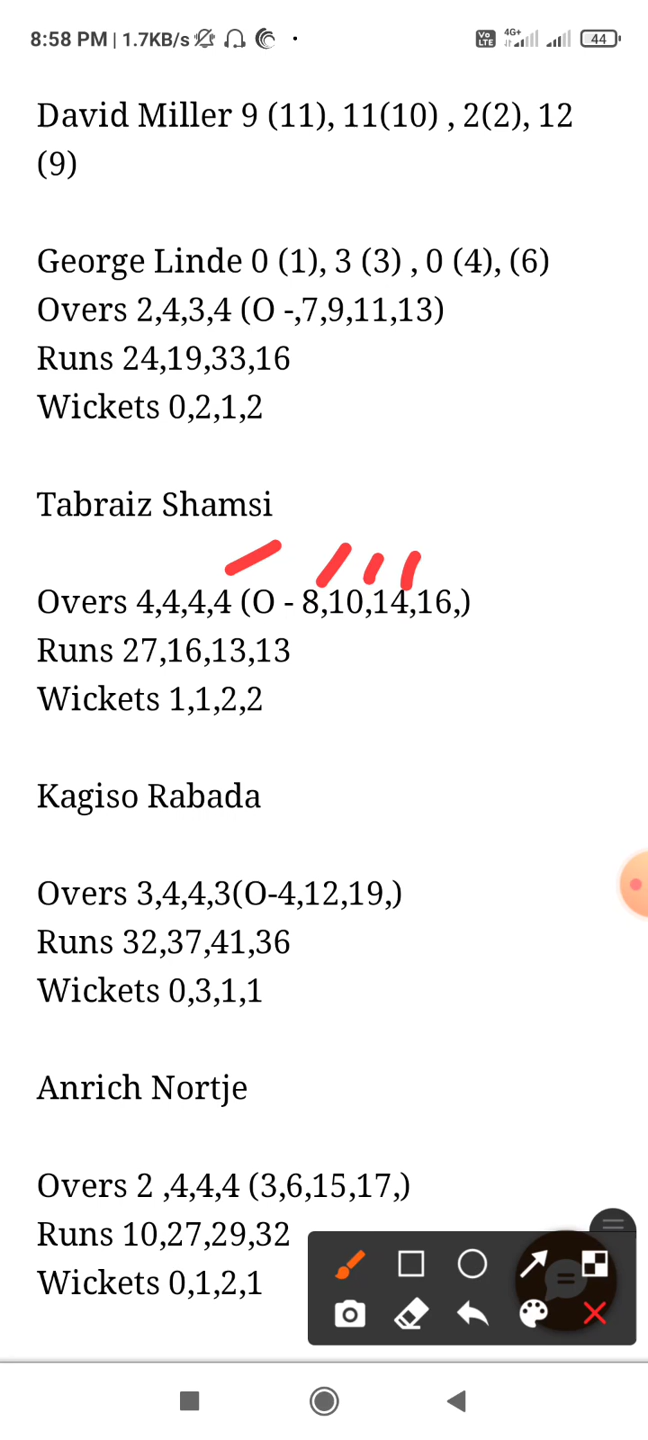 8:58 PM | 1.7KB/s
Vo LTE 4G+ 44
David Miller 9 (11), 11(10) , 2(2), 12
(9)
George Linde 0 (1), 3 (3) , 0 (4), (6)
Overs 2,4,3,4 (O -,7,9,11,13)
Runs 24,19,33,16
Wickets 0,2,1,2
Tabraiz Shamsi
Overs 4,4,4,4 (O - 8,10,14,16,)
Runs 27,16,13,13
Wickets 1,1,2,2
Kagiso Rabada
Overs 3,4,4,3(O-4,12,19,)
Runs 32,37,41,36
Wickets 0,3,1,1
Anrich Nortje
Overs 2 ,4,4,4 (3,6,15,17,)
Runs 10,27,29,32
Wickets 0,1,2,1